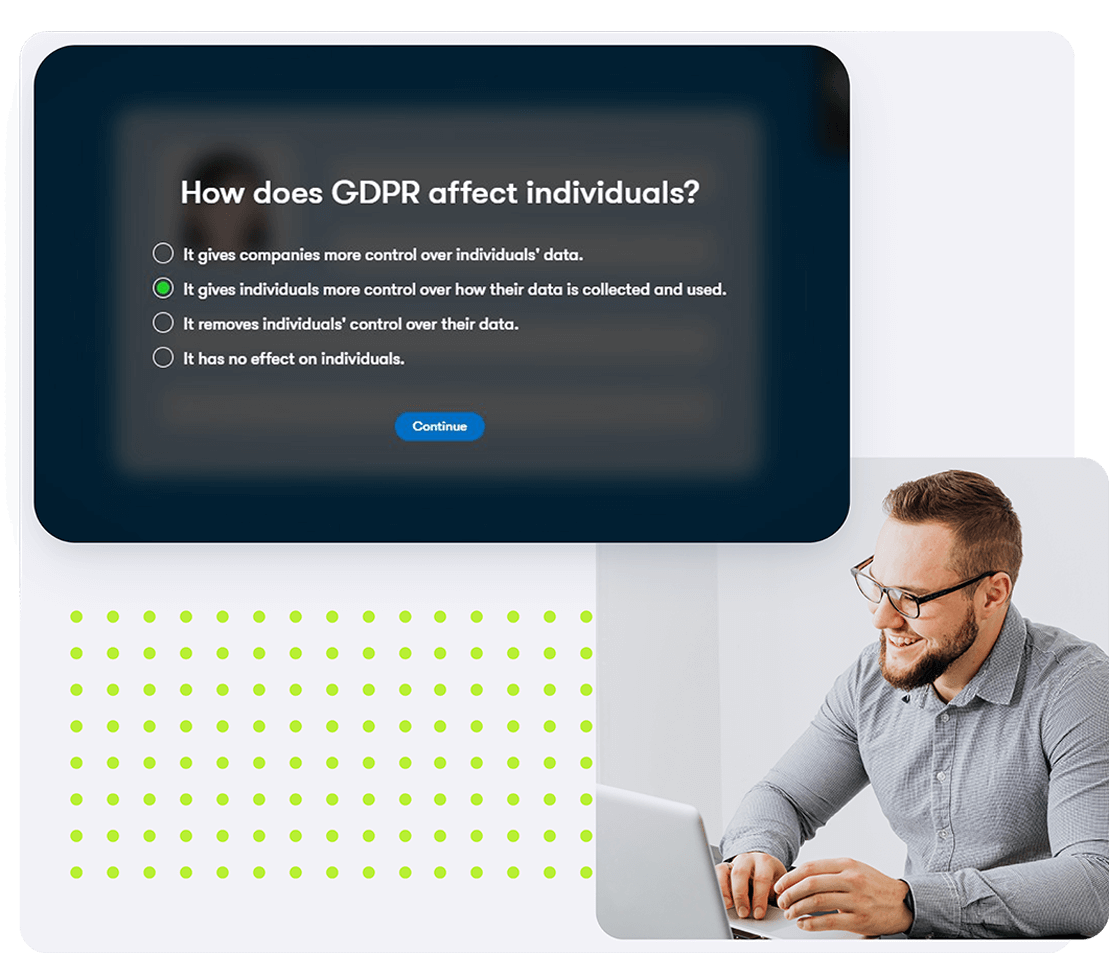 How does GDPR affect individuals?
It gives companies more control over individuals' data.
It gives individuals more control over how their data is collected and used.
It removes individuals' control over their data.
It has no effect on individuals.
Continue